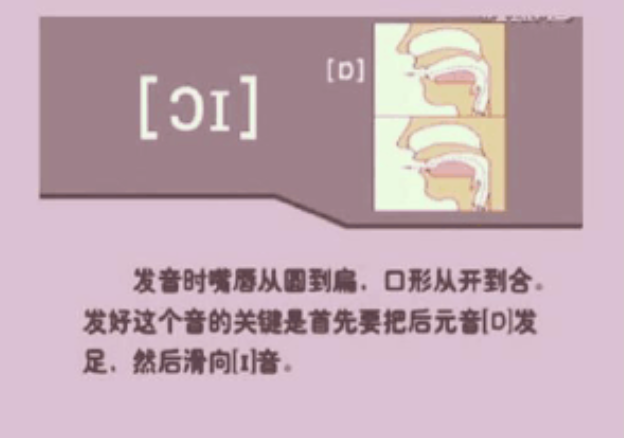 [ɔɪ]
[ɒ]
发音时嘴唇从圆到扁，口形从开到合。
发好这个音的关键是首先要把后元音[ɒ]发
足，然后滑向[ɪ]音。